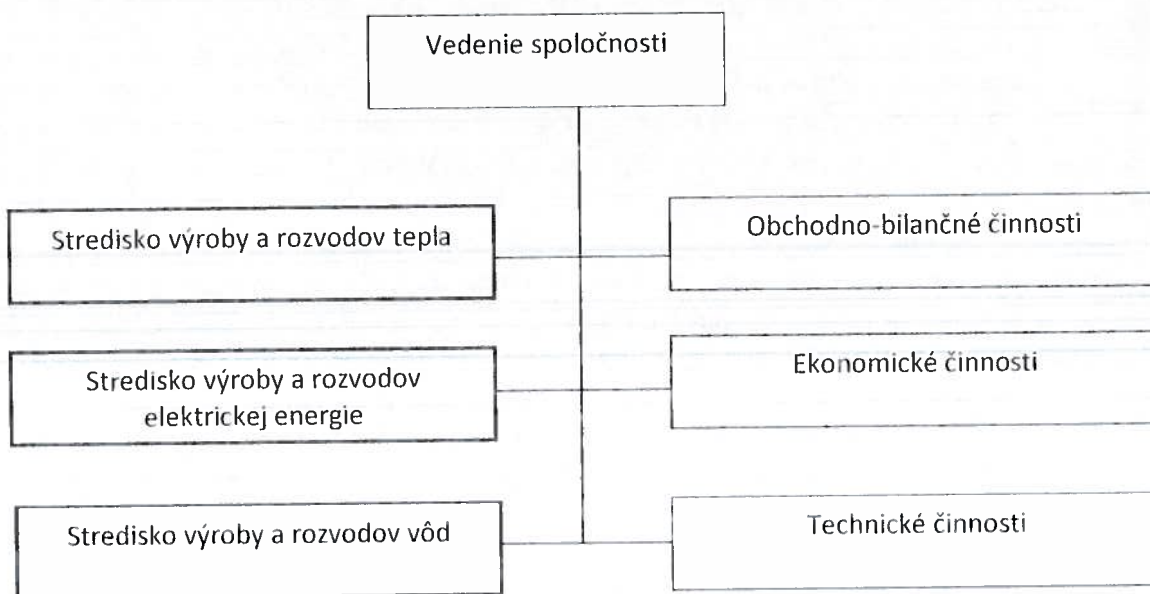 Vedenie spoločnosti
Stredisko výroby a rozvodov tepla
Obchodno-bilančné činnosti
Stredisko výroby a rozvodov
elektrickej energie
Ekonomické činnosti
Stredisko výroby a rozvodov vôd
Technické činnosti